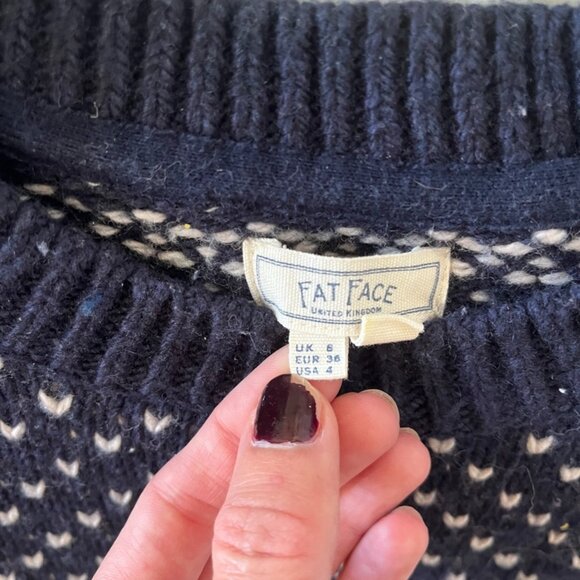 FAT FACE
UNITED KINGDOM
UK 8
EUR 36
USA 4